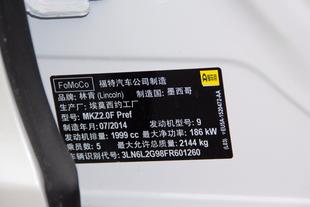 FoMoCo 福特汽车公司制造
品牌：林肯 (Lincoln) 制造国：墨西哥
生产厂：埃莫西约工厂
型号：MKZ2.0F Pref
制造年月：07/2014 发动机型号：9
发动机排量：1999 cc 发动机净功率：186 kW
乘员数：5 最大允许总质量：2144 kg
车辆识别代号：3LN6L2G98FR601260